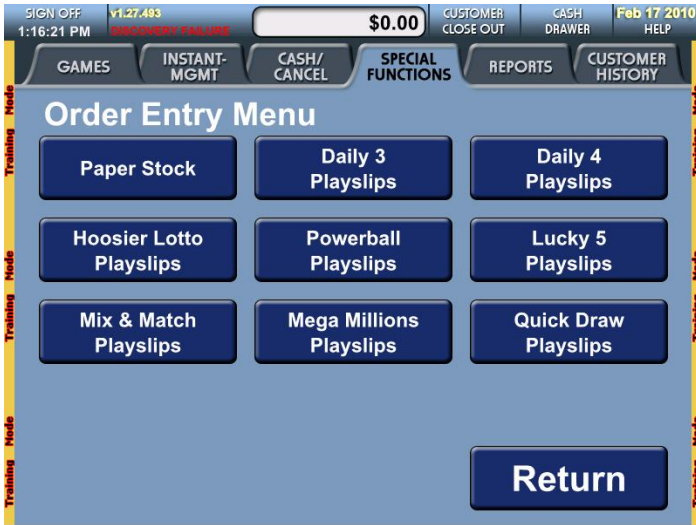 SIGN OFF v1.27.493 CUSTOMER CASH Feb 17 2010
1:16:21 PM DISCOVERY FAILURE $0.00 CLOSE OUT DRAWER HELP
GAMES INSTANT- CASH/ SPECIAL REPORTS CUSTOMER
MGMT CANCEL FUNCTIONS HISTORY
Order Entry Menu
Paper Stock
Daily 3
Playslips
Daily 4
Playslips
Hoosier Lotto
Playslips
Powerball
Playslips
Lucky 5
Playslips
Mix & Match
Playslips
Mega Millions
Playslips
Quick Draw
Playslips
Return
Training Mode
Training Mode
Training Mode